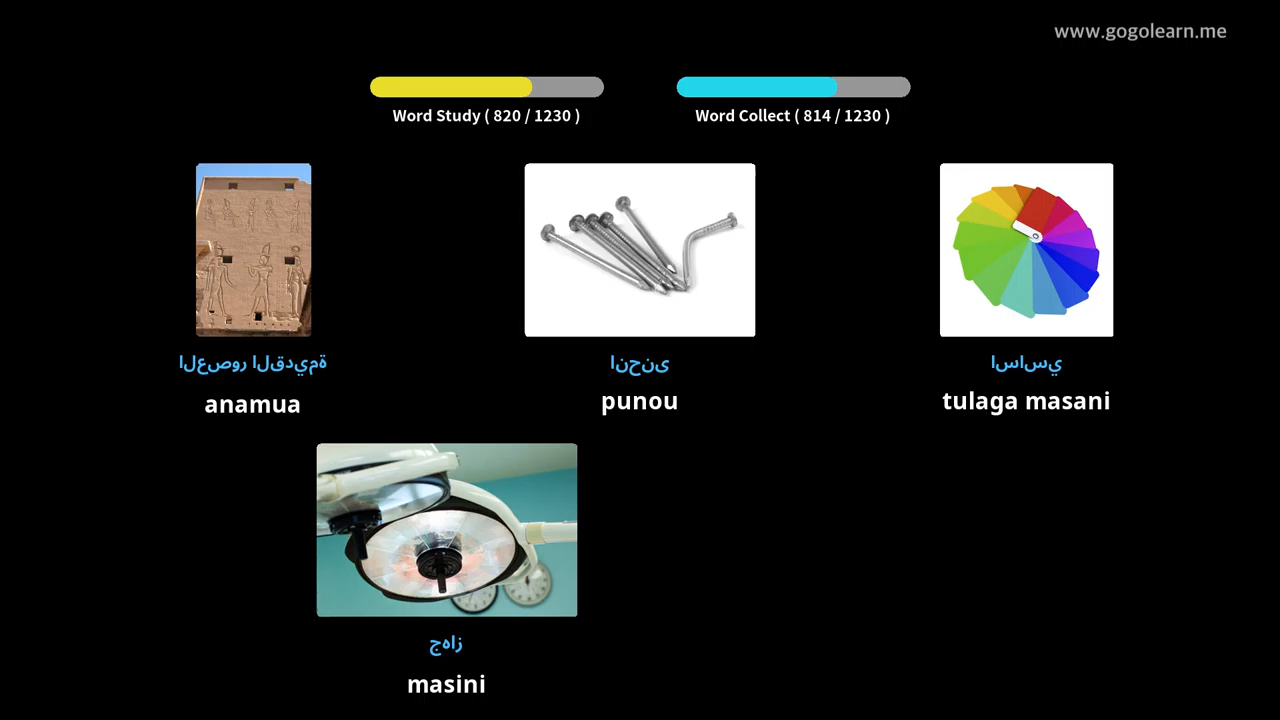 www.gogolearn.me
Word Study ( 820 / 1230 )
Word Collect ( 814 / 1230 )
العصور القديمة
انحنى
اساسي
anamua
punou
tulaga masani
جهاز
masini